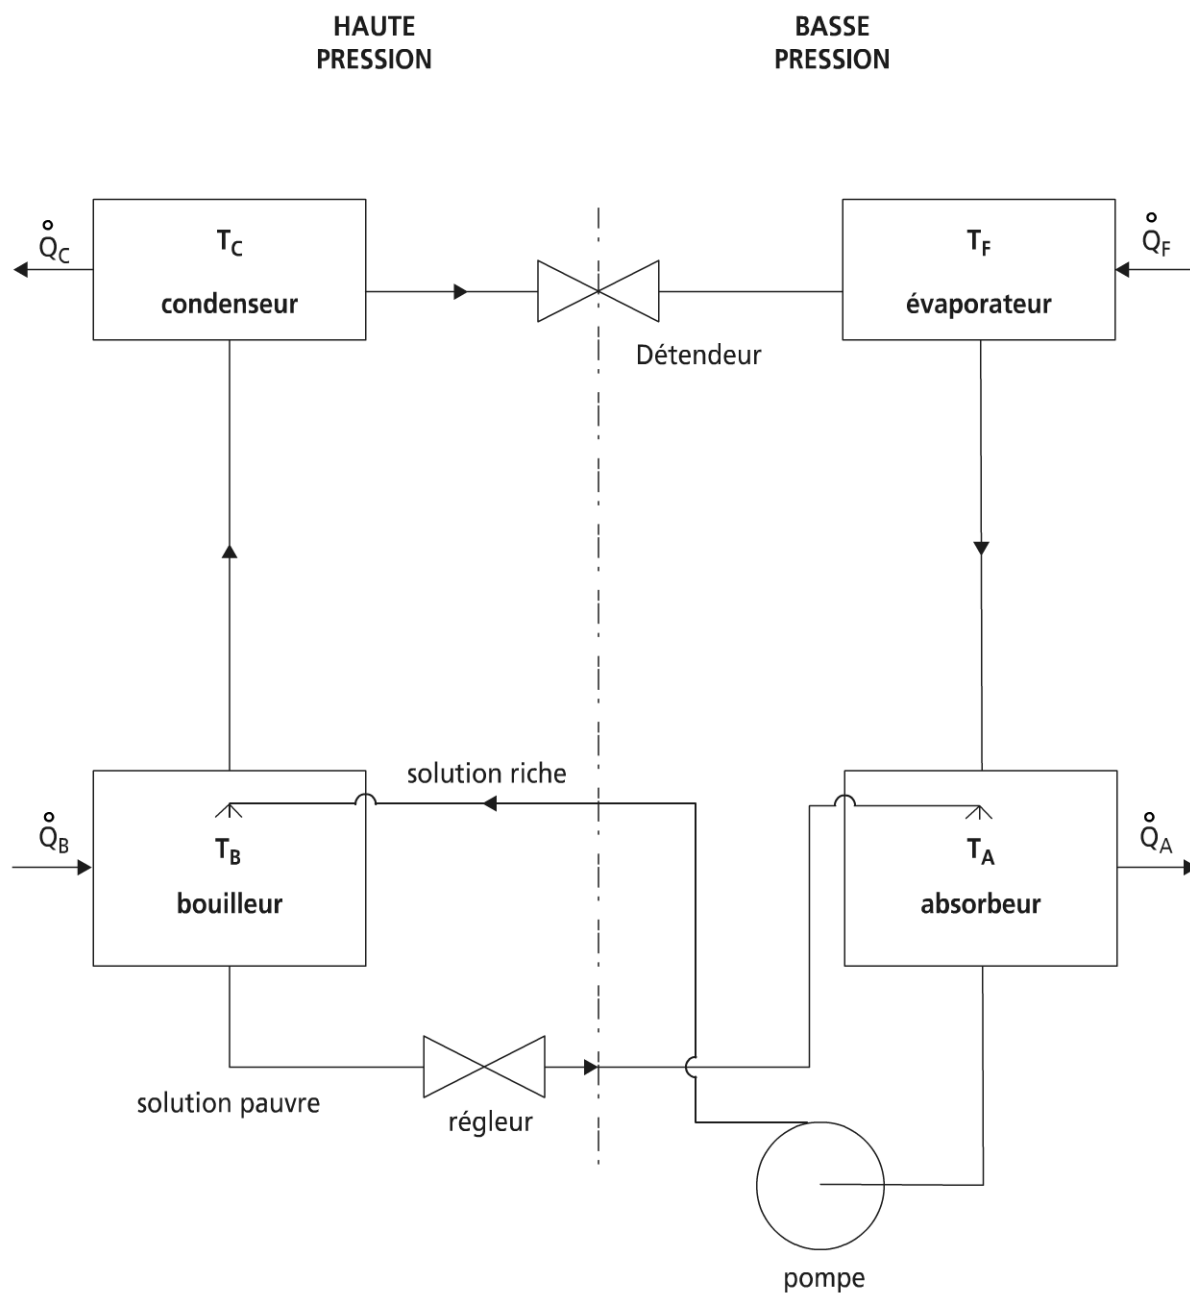 HAUTE
PRESSION
BASSE
PRESSION
Q̊C
TC
condenseur
TF
évaporateur
Q̊F
Détendeur
solution riche
Q̊B
TB
bouilleur
TA
absorbeur
Q̊A
solution pauvre
régleur
pompe